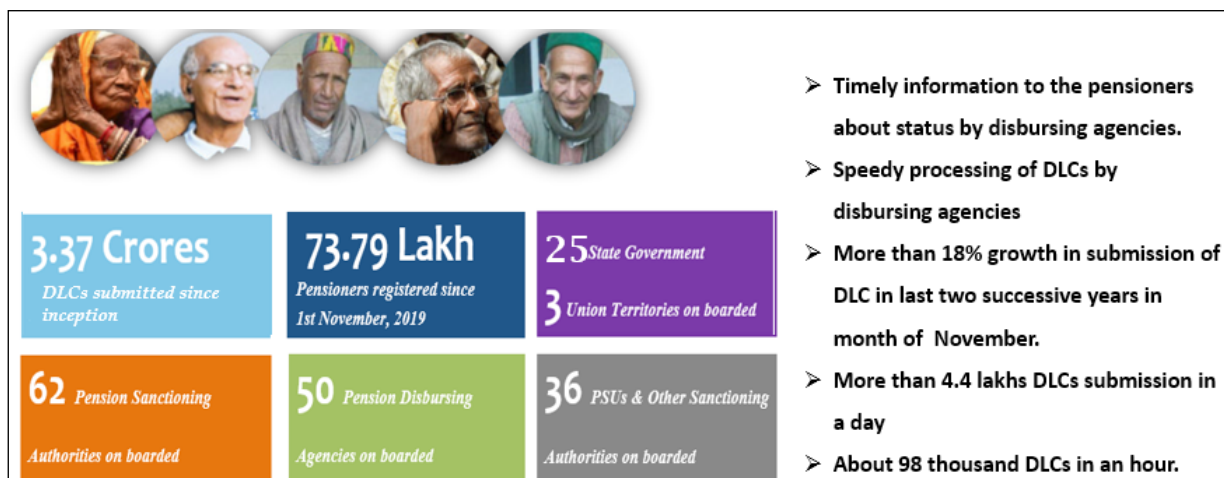 3.37 Crores
DLCs submitted since
inception
73.79 Lakh
Pensioners registered since
1st November, 2019
25 State Government
3 Union Territories on boarded
62 Pension Sanctioning
Authorities on boarded
50 Pension Disbursing
Agencies on boarded
36 PSUs & Other Sanctioning
Authorities on boarded
➢ Timely information to the pensioners
about status by disbursing agencies.
➢ Speedy processing of DLCs by
disbursing agencies
➢ More than 18% growth in submission of
DLC in last two successive years in
month of November.
➢ More than 4.4 lakhs DLCs submission in
a day
➢ About 98 thousand DLCs in an hour.